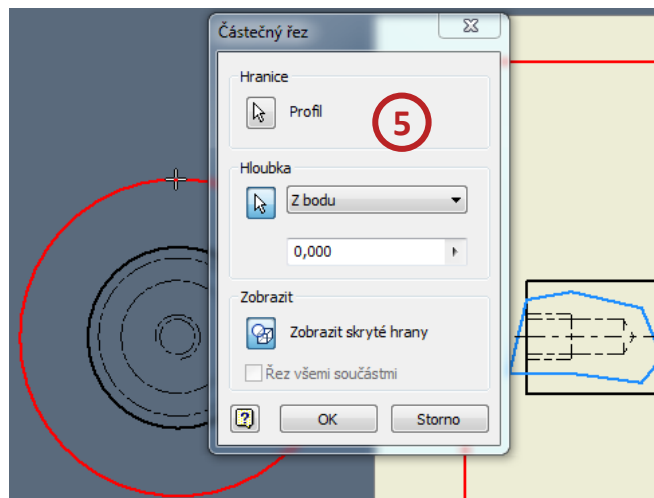 Částečný řez
Hranice
Profil
5
Hloubka
Z bodu
0,000
Zobrazit
Zobrazit skryté hrany
Řez všemi součástmi
?
OK
Storno